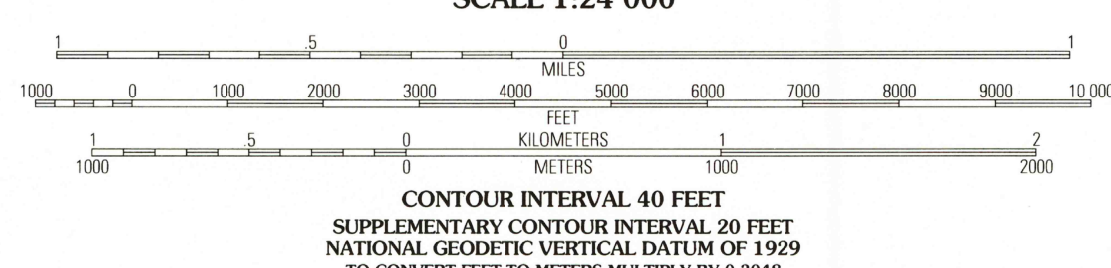 SCALE 1:24 000
1 .5 0 1
MILES
1000 0 1000 2000 3000 4000 5000 6000 7000 8000 9000 10 000
FEET
1 .5 0 KILOMETERS 1 2
1000 0 METERS 1000 2000
CONTOUR INTERVAL 40 FEET
SUPPLEMENTARY CONTOUR INTERVAL 20 FEET
NATIONAL GEODETIC VERTICAL DATUM OF 1929
TO CONVERT FEET TO METERS MULTIPLY BY 0.3048